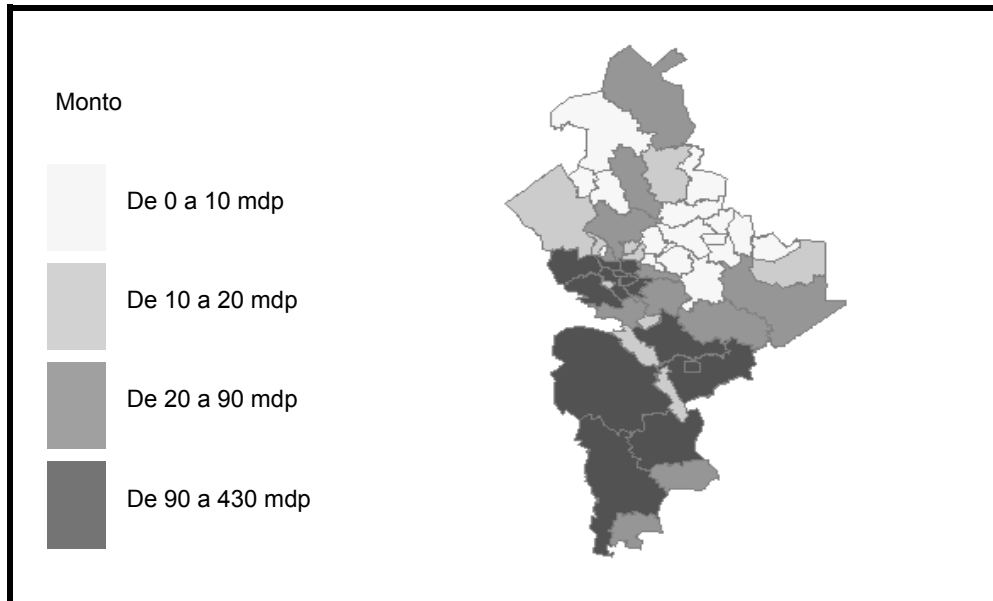 Monto
De 0 a 10 mdp
De 10 a 20 mdp
De 20 a 90 mdp
De 90 a 430 mdp